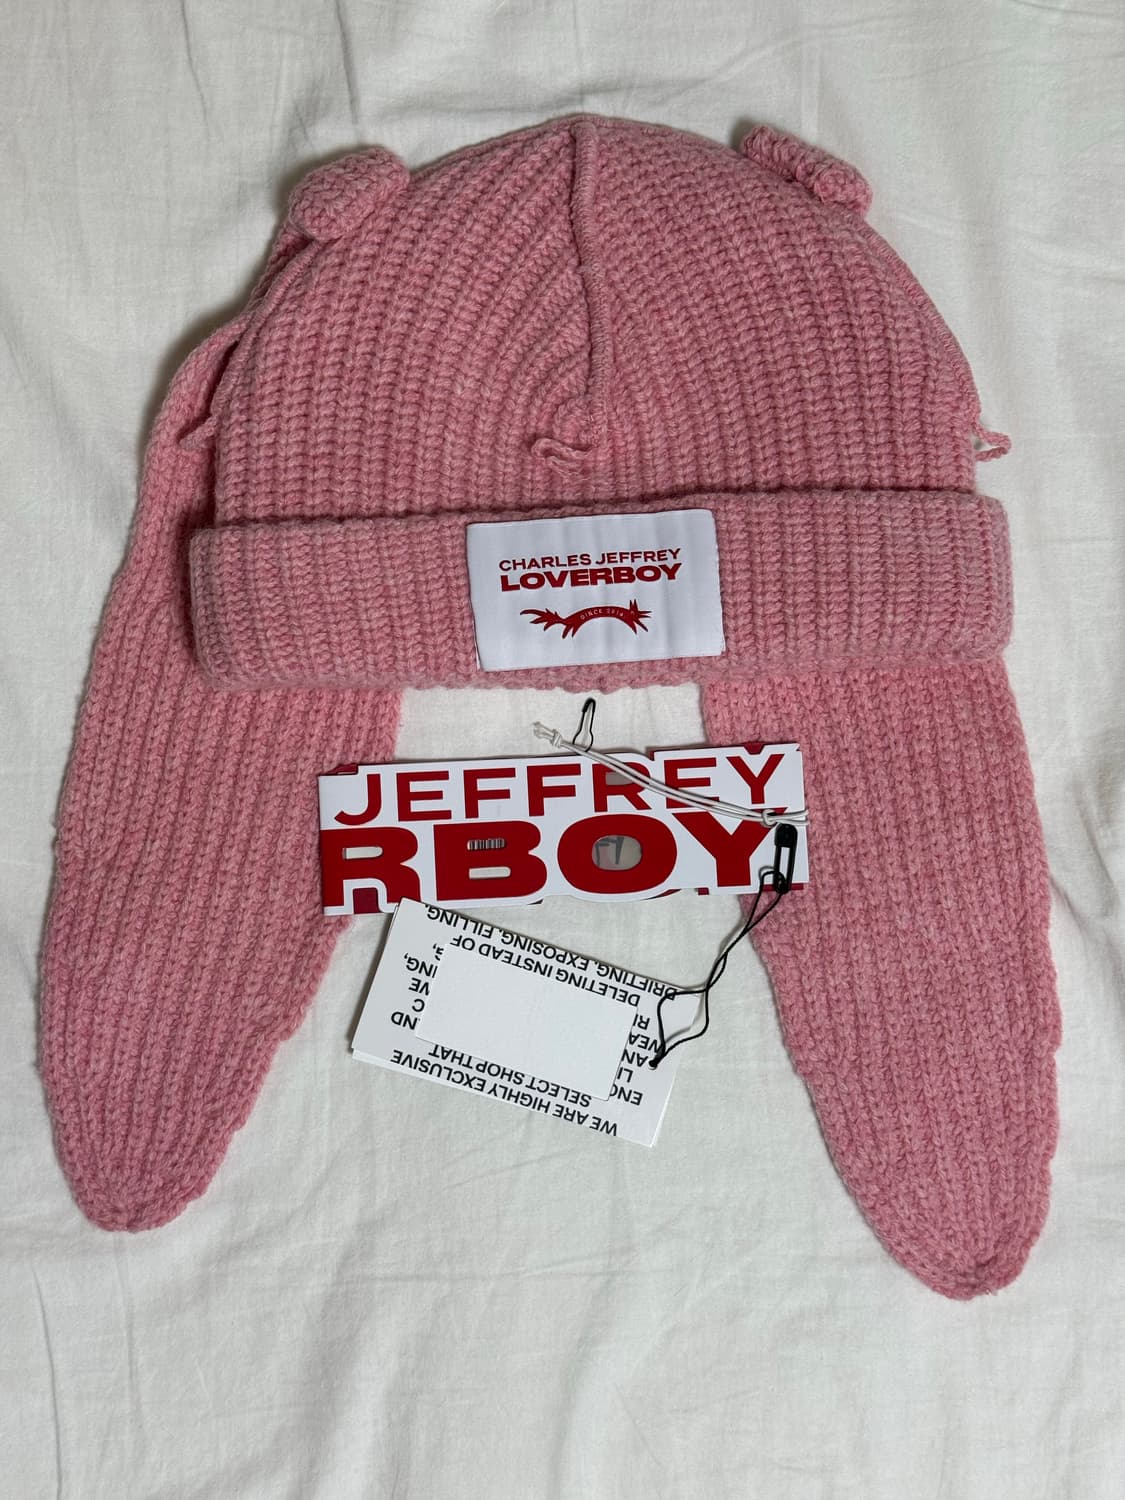 CHARLES JEFFREY
LOVERBOY
SINCE 2014
JEFFREY
RBOY
WE ARE HIGHLY EXCLUSIVE
SELECT SHOP THAT
DELETING INSTEAD OF
DRIFTING, EXPOSING, FILLING,